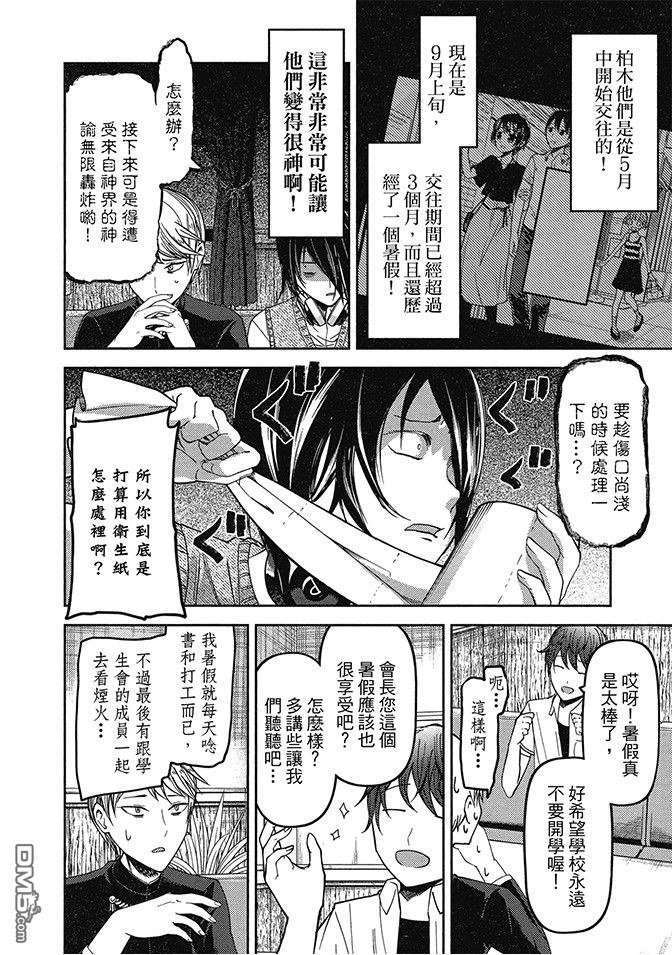 柏木他們是從5月
中開始交往的！
現在是
9月上旬，
交往期間已經超過
3個月，而且還歷
經了一個暑假！
這非常非常可能讓
他們變得很神啊！
怎麼辦？
接下來可是得遭
受來自神界的神
諭無限轟炸喲！
要趁傷口尚淺
的時候處理一
下嗎…？
ぐぐぐ
ぐぐぐ
所以你到底是
打算用衛生紙
怎麼處裡啊？
哎呀！暑假真
是太棒了，
好希望學校永遠
不要開學喔！
呃…
這樣啊…
會長您這個
暑假應該也
很享受吧？
怎麼樣？
多講些讓我
們聽聽吧…
我暑假就每天唸
書和打工而已，
不過最後有跟學
生會的成員一起
去看煙火…
DM5.com